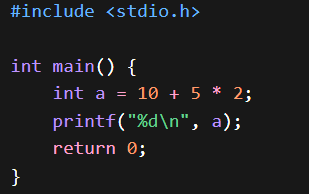 #include <stdio.h>
int main() {
    int a = 10 + 5 * 2;
    printf("%d\n", a);
    return 0;
}